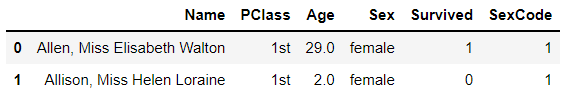 Name PClass Age Sex Survived SexCode
0 Allen, Miss Elisabeth Walton 1st 29.0 female 1 1
1 Allison, Miss Helen Loraine 1st 2.0 female 0 1